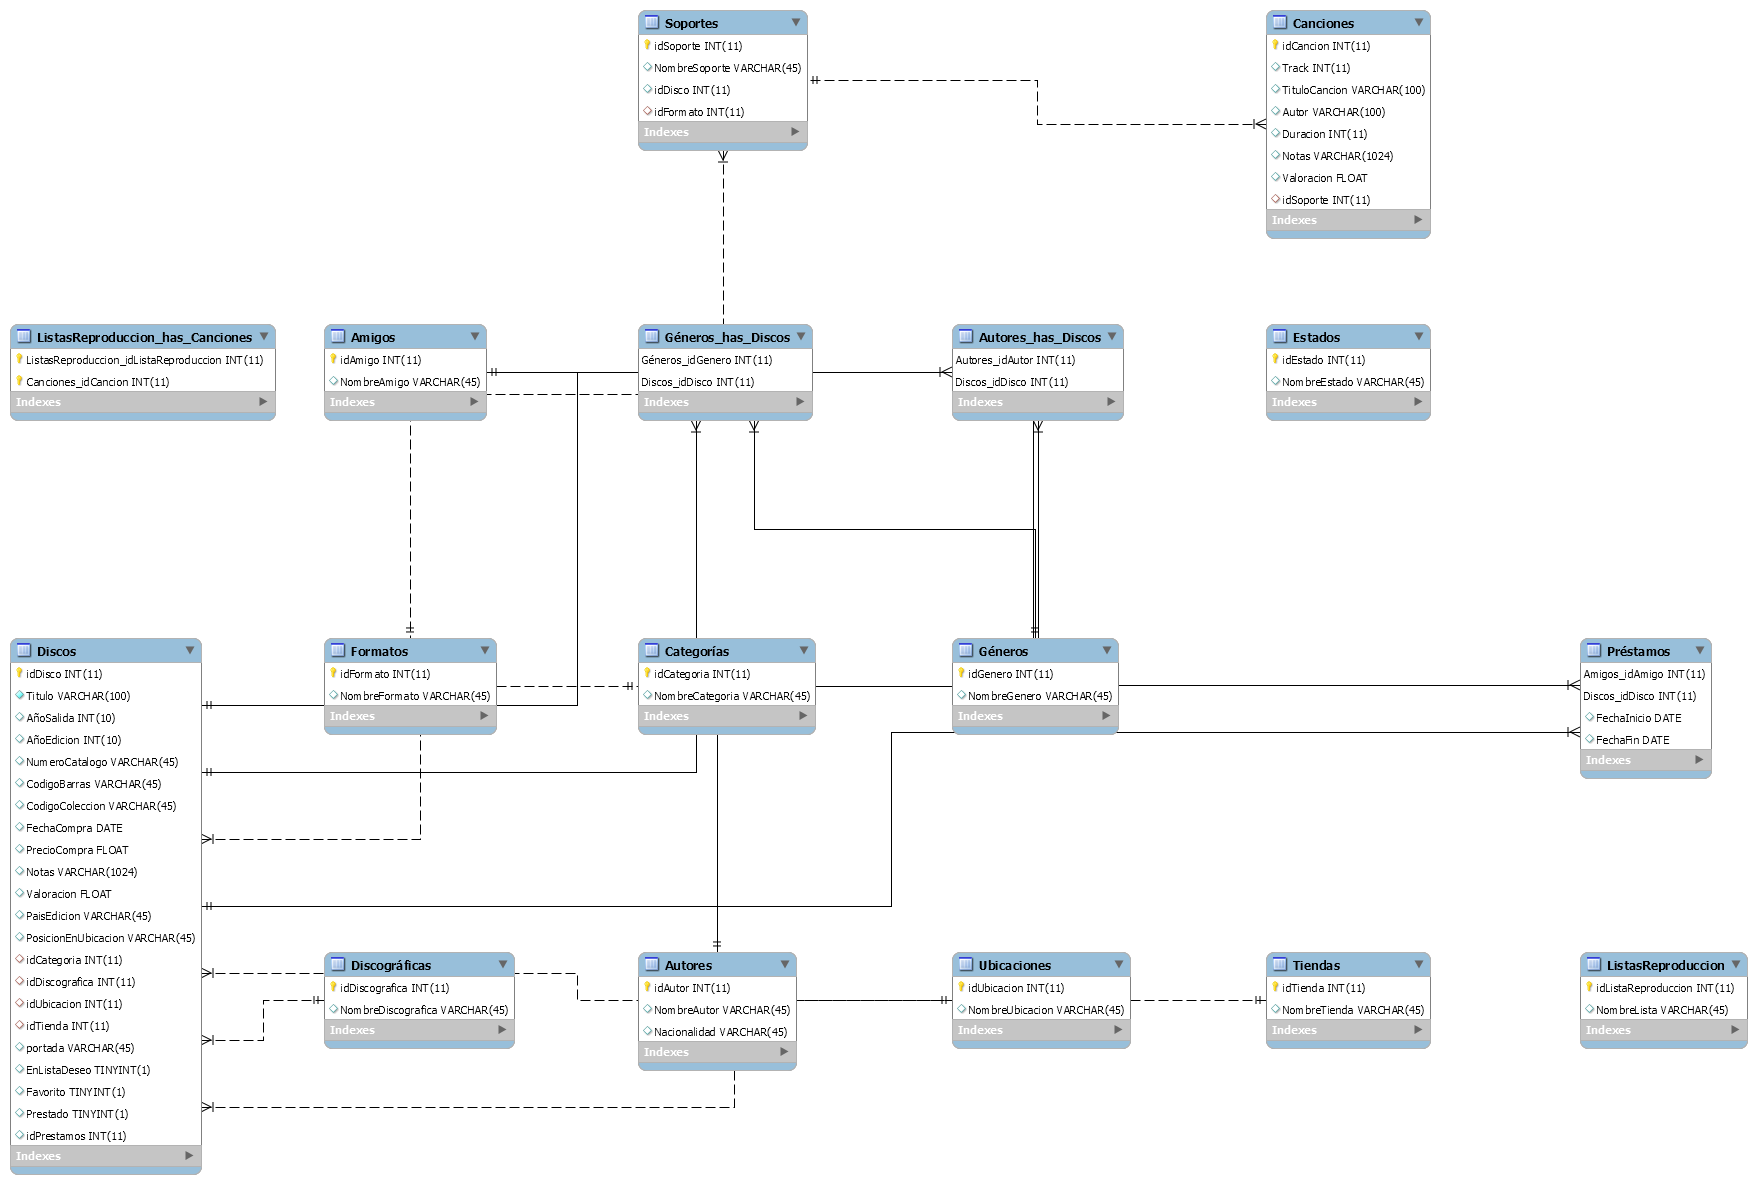 Soportes
idSoporte INT(11)
NombreSoporte VARCHAR(45)
idDisco INT(11)
idFormato INT(11)
Indexes
Canciones
idCancion INT(11)
Track INT(11)
TituloCancion VARCHAR(100)
Autor VARCHAR(100)
Duracion INT(11)
Notas VARCHAR(1024)
Valoracion FLOAT
idSoporte INT(11)
Indexes
ListasReproduccion_has_Canciones
ListasReproduccion_idListaReproduccion INT(11)
Canciones_idCancion INT(11)
Indexes
Amigos
idAmigo INT(11)
NombreAmigo VARCHAR(45)
Indexes
Géneros_has_Discos
Géneros_idGenero INT(11)
Discos_idDisco INT(11)
Indexes
Autores_has_Discos
Autores_idAutor INT(11)
Discos_idDisco INT(11)
Indexes
Estados
idEstado INT(11)
NombreEstado VARCHAR(45)
Indexes
Discos
idDisco INT(11)
Titulo VARCHAR(100)
AñoSalida INT(10)
AñoEdicion INT(10)
NumeroCatalogo VARCHAR(45)
CodigoBarras VARCHAR(45)
CodigoColeccion VARCHAR(45)
FechaCompra DATE
PrecioCompra FLOAT
Notas VARCHAR(1024)
Valoracion FLOAT
PaisEdicion VARCHAR(45)
PosicionEnUbicacion VARCHAR(45)
idCategoria INT(11)
idDiscografica INT(11)
idUbicacion INT(11)
idTienda INT(11)
portada VARCHAR(45)
EnListaDeseo TINYINT(1)
Favorito TINYINT(1)
Prestado TINYINT(1)
idPrestamos INT(11)
Indexes
Formatos
idFormato INT(11)
NombreFormato VARCHAR(45)
Indexes
Categorías
idCategoria INT(11)
NombreCategoria VARCHAR(45)
Indexes
Géneros
idGenero INT(11)
NombreGenero VARCHAR(45)
Indexes
Préstamos
Amigos_idAmigo INT(11)
Discos_idDisco INT(11)
FechaInicio DATE
FechaFin DATE
Indexes
Discográficas
idDiscografica INT(11)
NombreDiscografica VARCHAR(45)
Indexes
Autores
idAutor INT(11)
NombreAutor VARCHAR(45)
Nacionalidad VARCHAR(45)
Indexes
Ubicaciones
idUbicacion INT(11)
NombreUbicacion VARCHAR(45)
Indexes
Tiendas
idTienda INT(11)
NombreTienda VARCHAR(45)
Indexes
ListasReproduccion
idListaReproduccion INT(11)
NombreLista VARCHAR(45)
Indexes